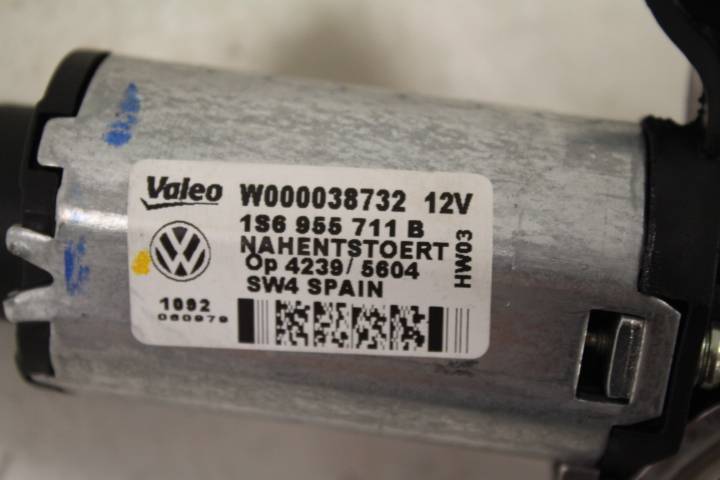 Valeo W000038732 12V
1S6 955 711 B
NAHENTSTOERT
Op 4239/ 5604
SW4 SPAIN
HW03
1092
060979